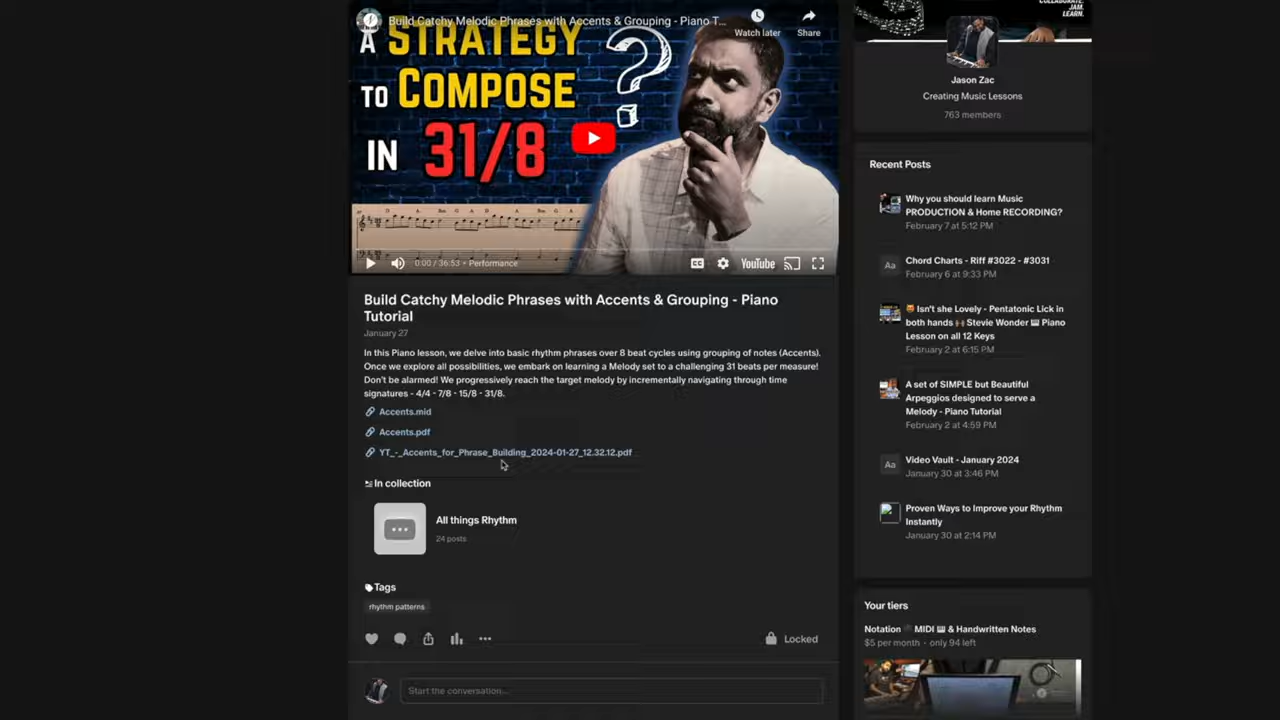 Build Catchy Melodic Phrases with Accents & Grouping - Piano T...
Watch later
Share
A STRATEGY
TO COMPOSE
IN 31/8
?
0:00 / 36:53 • Performance
CC
YouTube
Build Catchy Melodic Phrases with Accents & Grouping - Piano
Tutorial
January 27
In this Piano lesson, we delve into basic rhythm phrases over 8 beat cycles using grouping of notes (Accents).
Once we explore all possibilities, we embark on learning a Melody set to a challenging 31 beats per measure!
Don't be alarmed! We progressively reach the target melody by incrementally navigating through time
signatures - 4/4 - 7/8 - 15/8 - 31/8.
Accents.mid
Accents.pdf
YT_-_Accents_for_Phrase_Building_2024-01-27_12.32.12.pdf
In collection
All things Rhythm
24 posts
Tags
rhythm patterns
Locked
Start the conversation...
JAM.
LEARN.
Jason Zac
Creating Music Lessons
763 members
Recent Posts
Why you should learn Music
PRODUCTION & Home RECORDING?
February 7 at 5:12 PM
Aa
Chord Charts - Riff #3022 - #3031
February 6 at 9:33 PM
Isn't she Lovely - Pentatonic Lick in
both hands 🙌 Stevie Wonder 🎹 Piano
Lesson on all 12 Keys
February 2 at 6:15 PM
A set of SIMPLE but Beautiful
Arpeggios designed to serve a
Melody - Piano Tutorial
February 2 at 4:59 PM
Aa
Video Vault - January 2024
January 30 at 3:46 PM
Proven Ways to Improve your Rhythm
Instantly
January 30 at 2:14 PM
Your tiers
Notation MIDI 🎹 & Handwritten Notes
$5 per month • only 94 left